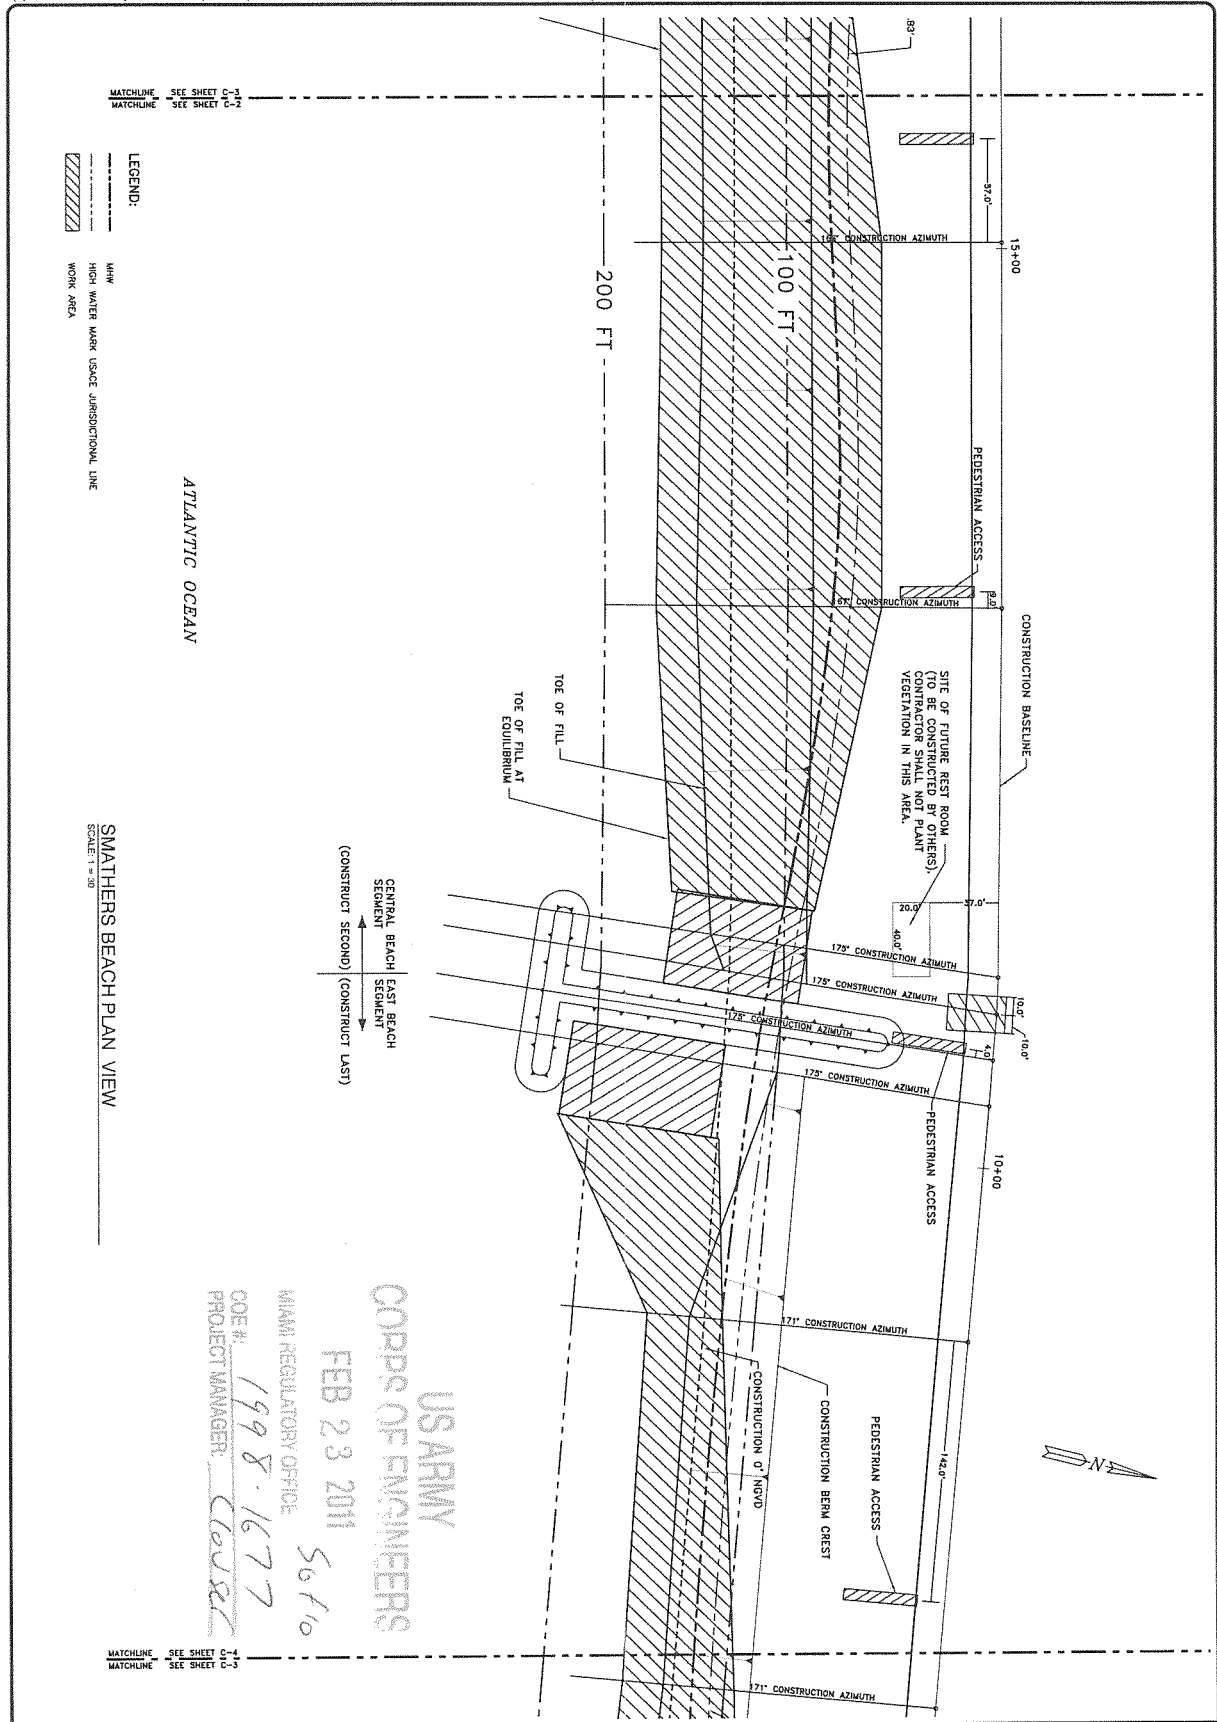 MATCHLINE SEE SHEET C-3
MATCHLINE SEE SHEET C-2
LEGEND:
MHW
HIGH WATER MARK USACE JURISDICTIONAL LINE
WORK AREA
ATLANTIC OCEAN
SMATHERS BEACH PLAN VIEW
200 FT
100 FT
57.0'
15+00
CONSTRUCTION AZIMUTH
PEDESTRIAN ACCESS
9.0'
167° CONSTRUCTION AZIMUTH
CONSTRUCTION BASELINE
SITE OF FUTURE REST ROOM
(TO BE CONSTRUCTED BY OTHERS).
CONTRACTOR SHALL NOT PLANT
VEGETATION IN THIS AREA.
TOE OF FILL
TOE OF FILL AT
EQUILIBRIUM
37.0'
20.0'
40.0'
175° CONSTRUCTION AZIMUTH
175° CONSTRUCTION AZIMUTH
175° CONSTRUCTION AZIMUTH
175° CONSTRUCTION AZIMUTH
10.0'
10.0'
4.0'
PEDESTRIAN ACCESS
10+00
CENTRAL BEACH
SEGMENT
(CONSTRUCT SECOND)
EAST BEACH
SEGMENT
(CONSTRUCT LAST)
171° CONSTRUCTION AZIMUTH
142.0'
CONSTRUCTION 0' NGVD
CONSTRUCTION BERM CREST
PEDESTRIAN ACCESS
N
171° CONSTRUCTION AZIMUTH
US ARMY
CORPS OF ENGINEERS
FEB 23 2011
MIAMI REGULATORY OFFICE
COE #: 1998-1677
PROJECT MANAGER: Clouser
MATCHLINE SEE SHEET C-4
MATCHLINE SEE SHEET C-3